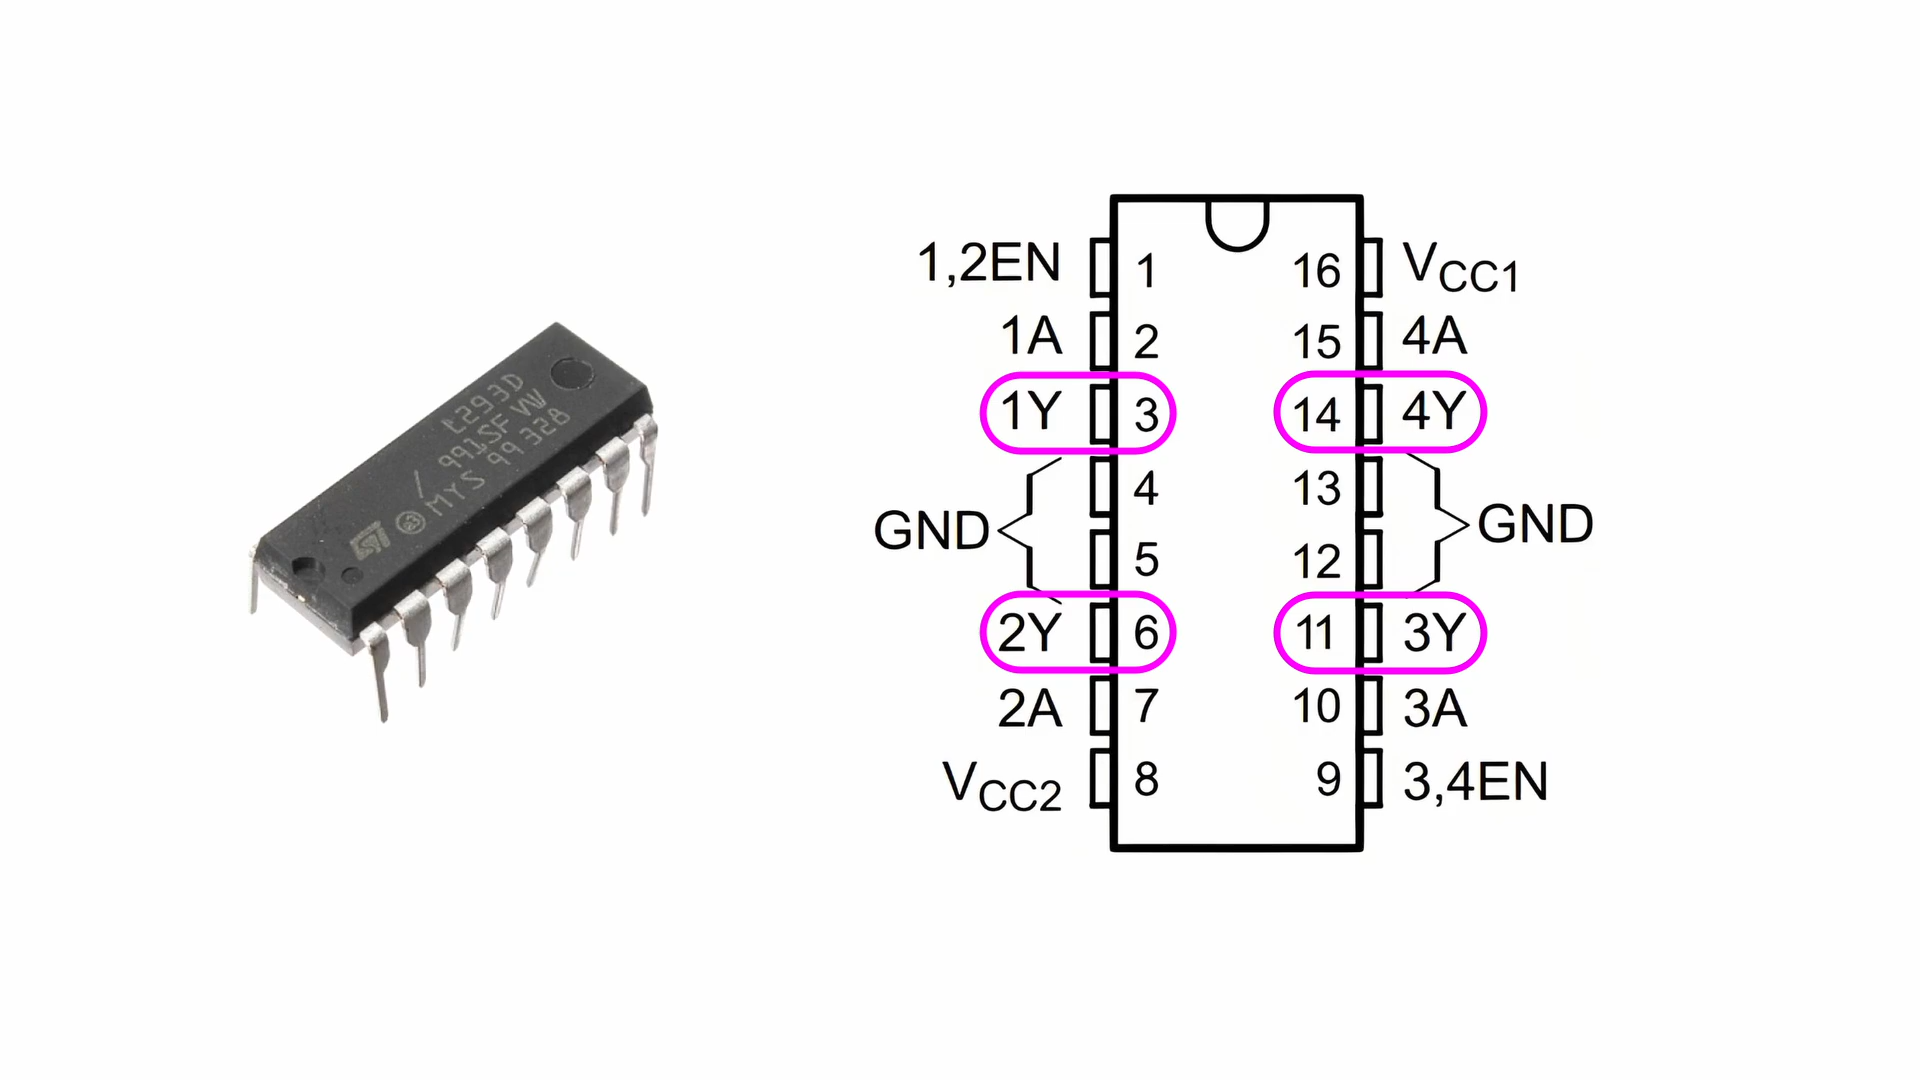 L293D
991SF VW
MYS 99 328
ST e3
1,2EN 1 16 VCC1
1A 2 15 4A
1Y 3 14 4Y
4 13
GND GND
5 12
2Y 6 11 3Y
2A 7 10 3A
VCC2 8 9 3,4EN